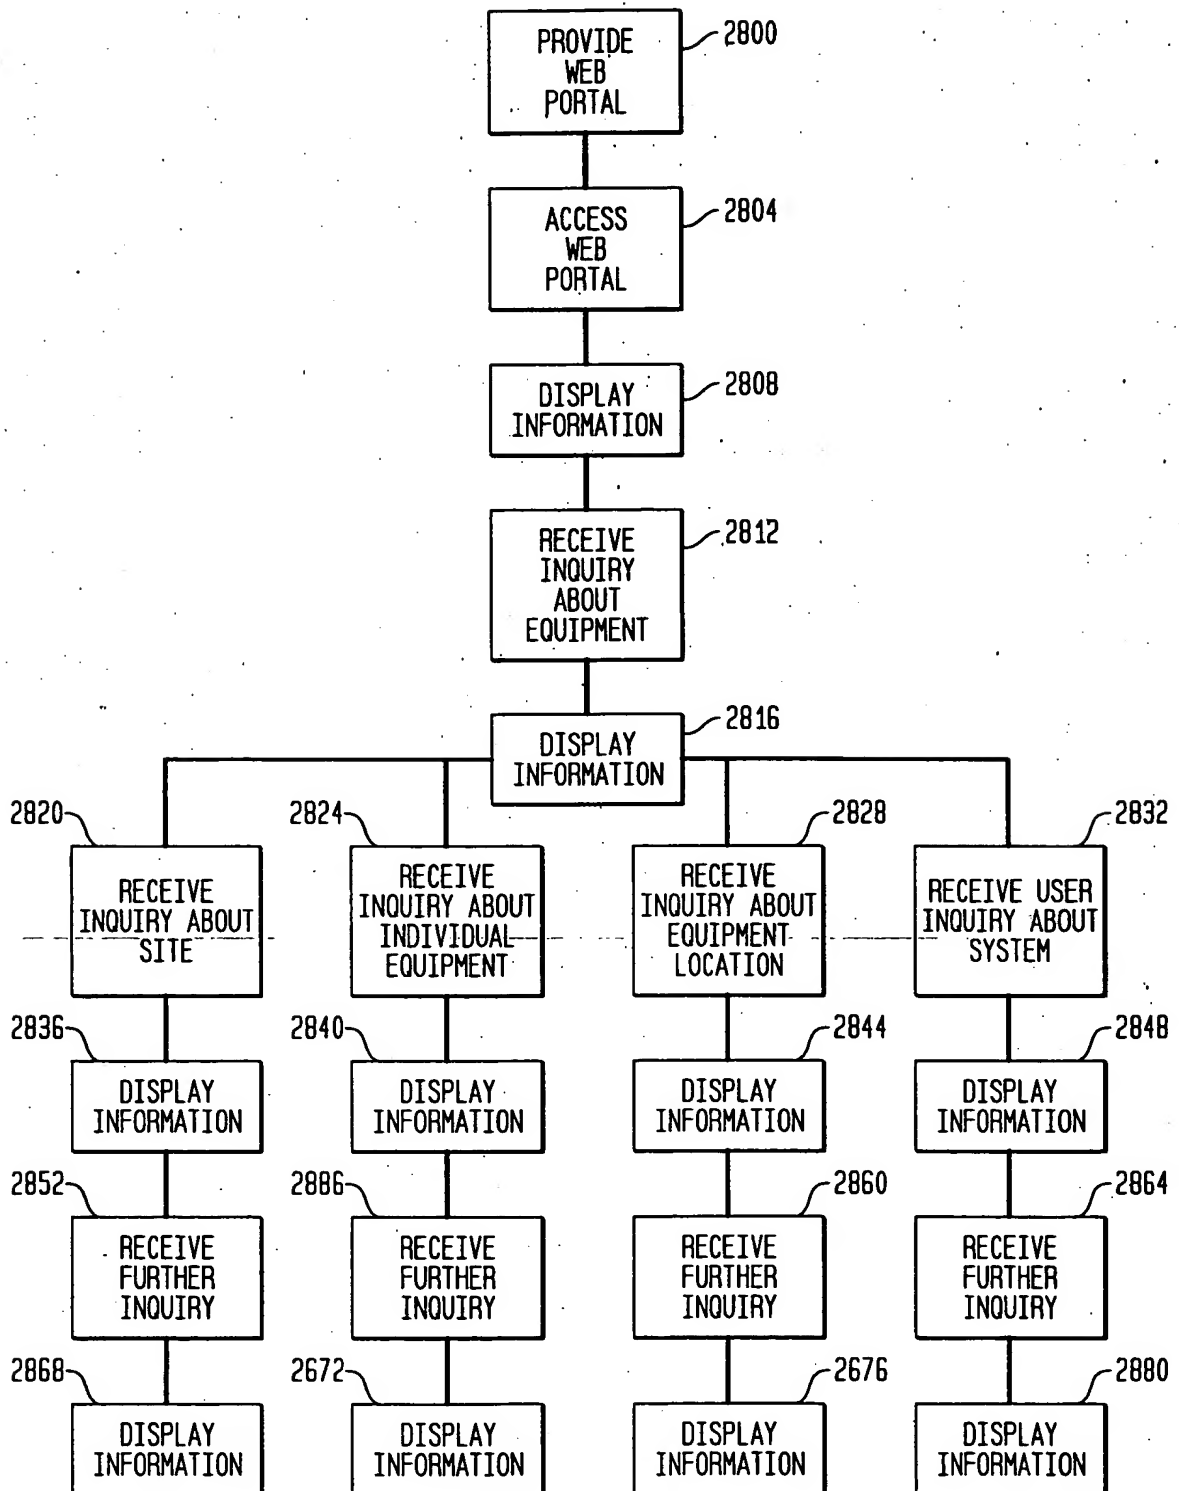 PROVIDE
WEB
PORTAL
2800
ACCESS
WEB
PORTAL
2804
DISPLAY
INFORMATION
2808
RECEIVE
INQUIRY
ABOUT
EQUIPMENT
2812
DISPLAY
INFORMATION
2816
2820
RECEIVE
INQUIRY ABOUT
SITE
2824
RECEIVE
INQUIRY ABOUT
INDIVIDUAL
EQUIPMENT
2828
RECEIVE
INQUIRY ABOUT
EQUIPMENT
LOCATION
2832
RECEIVE USER
INQUIRY ABOUT
SYSTEM
2836
DISPLAY
INFORMATION
2840
DISPLAY
INFORMATION
2844
DISPLAY
INFORMATION
2848
DISPLAY
INFORMATION
2852
RECEIVE
FURTHER
INQUIRY
2886
RECEIVE
FURTHER
INQUIRY
2860
RECEIVE
FURTHER
INQUIRY
2864
RECEIVE
FURTHER
INQUIRY
2868
DISPLAY
INFORMATION
2672
DISPLAY
INFORMATION
2676
DISPLAY
INFORMATION
2880
DISPLAY
INFORMATION